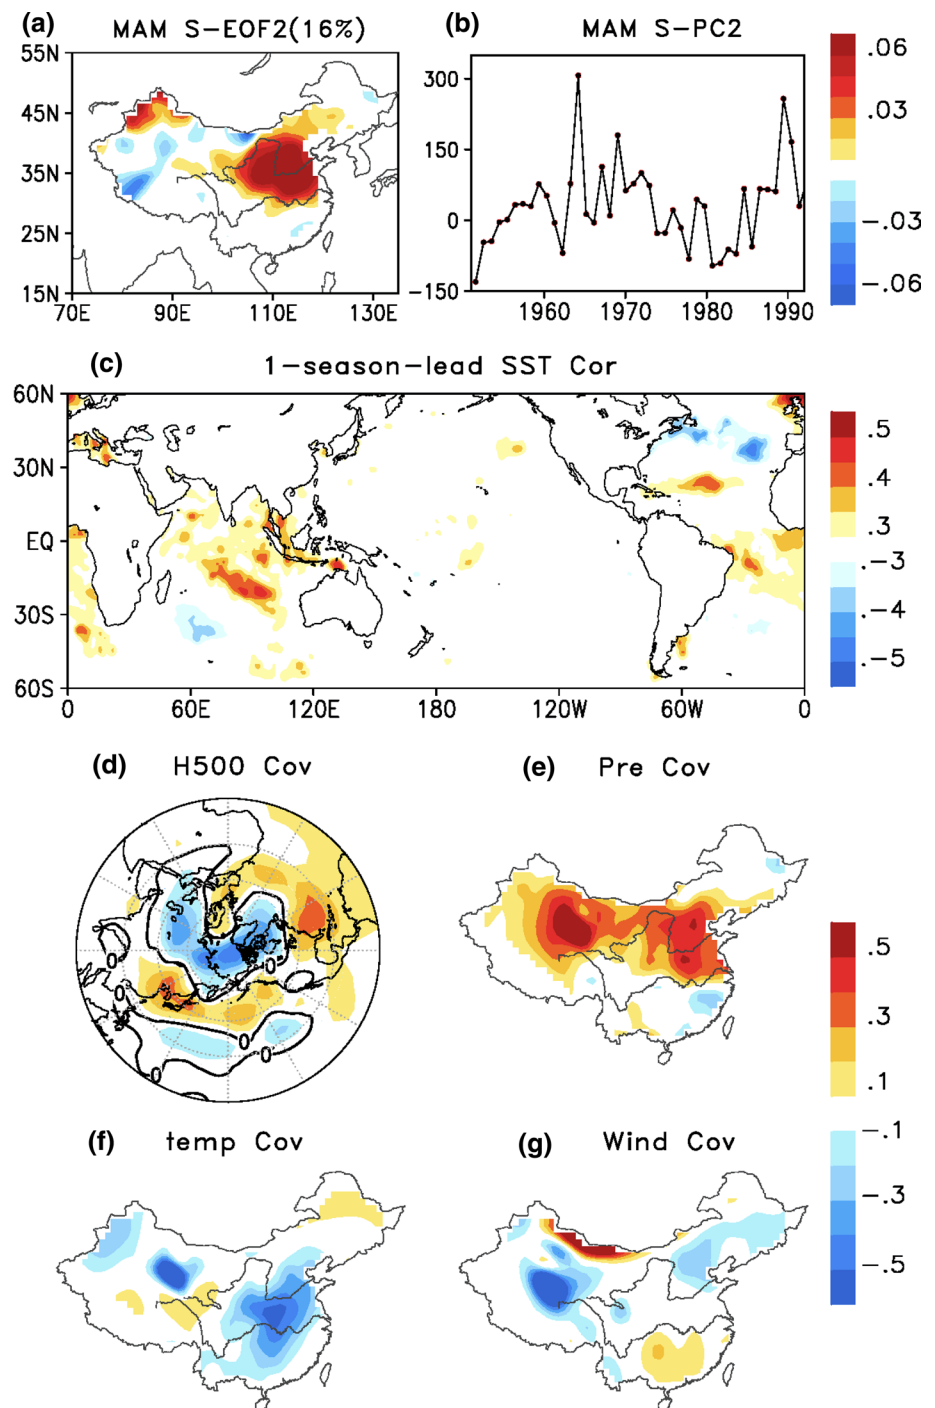 (a) MAM S-EOF2(16%)
55N
45N
35N
25N
15N
70E 90E 110E 130E
(b) MAM S-PC2
300
150
0
-150
1960 1970 1980 1990
.06
.03
-.03
-.06
(c) 1-season-lead SST Cor
60N
30N
EQ
30S
60S
0 60E 120E 180 120W 60W 0
.5
.4
.3
-.3
-.4
-.5
(d) H500 Cov
0
0
0
0
0
0
(e) Pre Cov
.5
.3
.1
-.1
-.3
-.5
(f) temp Cov
(g) Wind Cov